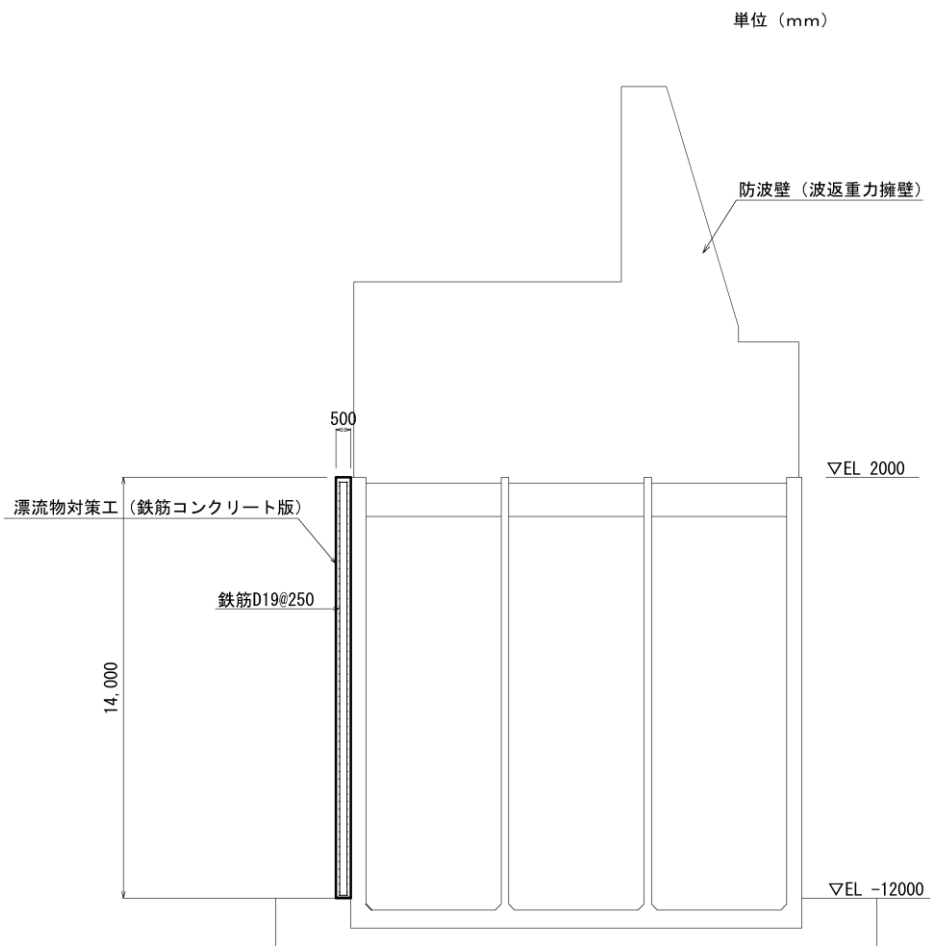 単位（mm）
防波壁（波返重力擁壁）
500
▽EL 2000
漂流物対策工（鉄筋コンクリート版）
鉄筋D19@250
14,000
▽EL -12000